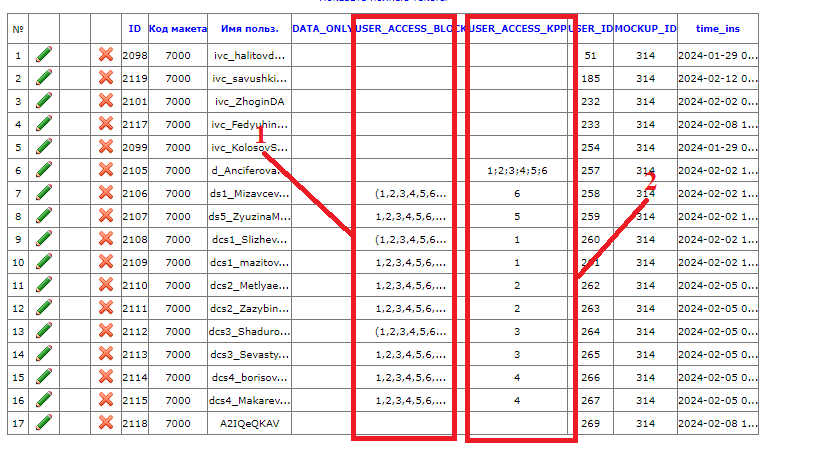 № ID Код макета Имя польз. DATA_ONLY USER_ACCESS_BLOCK USER_ACCESS_KPP USER_ID MOCKUP_ID time_ins
1 2098 7000 ivc_halitovd... 51 314 2024-01-29 0...
2 2119 7000 ivc_savushki... 185 314 2024-02-12 0...
3 2101 7000 ivc_ZhoginDA 232 314 2024-02-02 0...
4 2117 7000 ivc_Fedyuhin... 233 314 2024-02-08 1...
1
5 2099 7000 ivc_KolosovS... 254 314 2024-01-29 0...
6 2105 7000 d_Anciferova... 1;2;3;4;5;6 257 314 2024-02-02 1...
2
7 2106 7000 ds1_Mizavcev... (1,2,3,4,5,6... 6 258 314 2024-02-02 1...
8 2107 7000 ds5_ZyuzinaM... 1,2,3,4,5,6,... 5 259 314 2024-02-02 1...
9 2108 7000 dcs1_Slizhev... (1,2,3,4,5,6... 1 260 314 2024-02-02 1...
10 2109 7000 dcs1_mazitov... 1,2,3,4,5,6,... 1 261 314 2024-02-02 1...
11 2110 7000 dcs2_Metlyae... 1,2,3,4,5,6,... 2 262 314 2024-02-05 0...
12 2111 7000 dcs2_Zazybin... 1,2,3,4,5,6,... 2 263 314 2024-02-05 0...
13 2112 7000 dcs3_Shaduro... (1,2,3,4,5,6... 3 264 314 2024-02-05 0...
14 2113 7000 dcs3_Sevasty... 1,2,3,4,5,6,... 3 265 314 2024-02-05 0...
15 2114 7000 dcs4_borisov... 1,2,3,4,5,6,... 4 266 314 2024-02-05 0...
16 2115 7000 dcs4_Makarev... 1,2,3,4,5,6,... 4 267 314 2024-02-05 0...
17 2118 7000 A2IQeQKAV 269 314 2024-02-08 1...